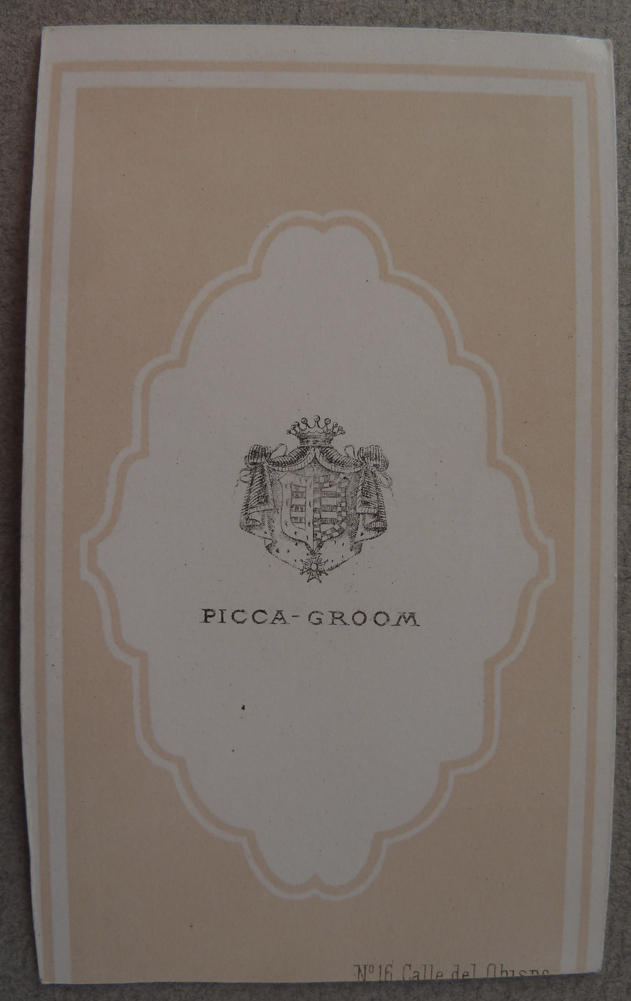 PICCA-GROOM
Nº16 Calle del Obispo